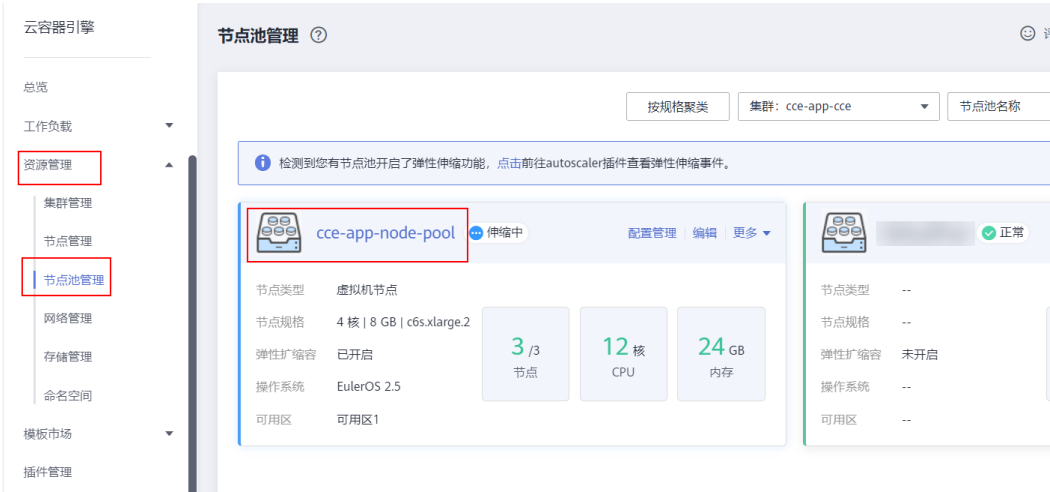 云容器引擎
总览
工作负载
资源管理
集群管理
节点管理
节点池管理
网络管理
存储管理
命名空间
模板市场
插件管理
节点池管理 ?
按规格聚类 集群：cce-app-cce 节点池名称
检测到您有节点池开启了弹性伸缩功能，点击前往autoscaler插件查看弹性伸缩事件。
cce-app-node-pool 伸缩中 配置管理 编辑 更多
节点类型 虚拟机节点
节点规格 4 核 | 8 GB | c6s.xlarge.2
弹性扩缩容 已开启
操作系统 EulerOS 2.5
可用区 可用区1
3 /3
节点
12 核
CPU
24 GB
内存
正常
节点类型 --
节点规格 --
弹性扩缩容 未开启
操作系统 --
可用区 --